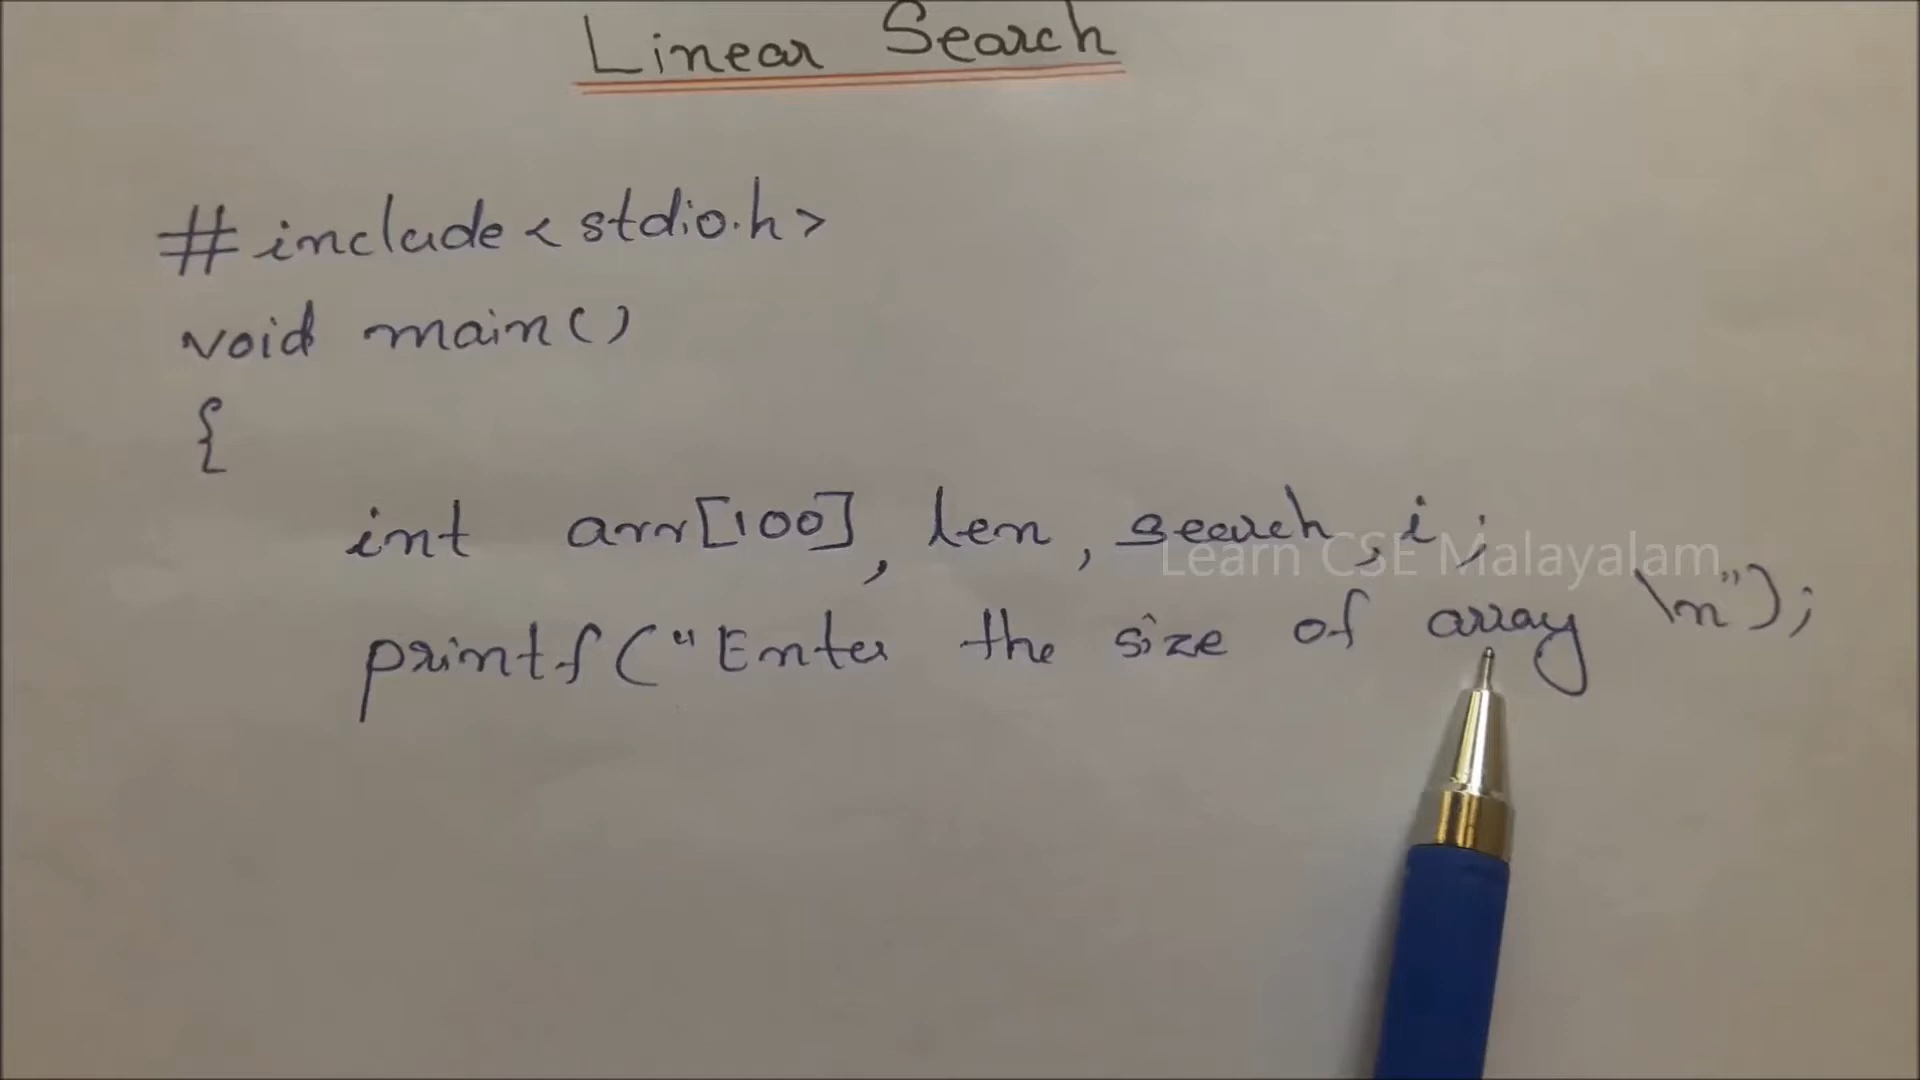 Linear Search
#include<stdio.h>
void main()
{
int arr[100], len, search, i;
Learn CSE Malayalam
printf("Enter the size of array \n");